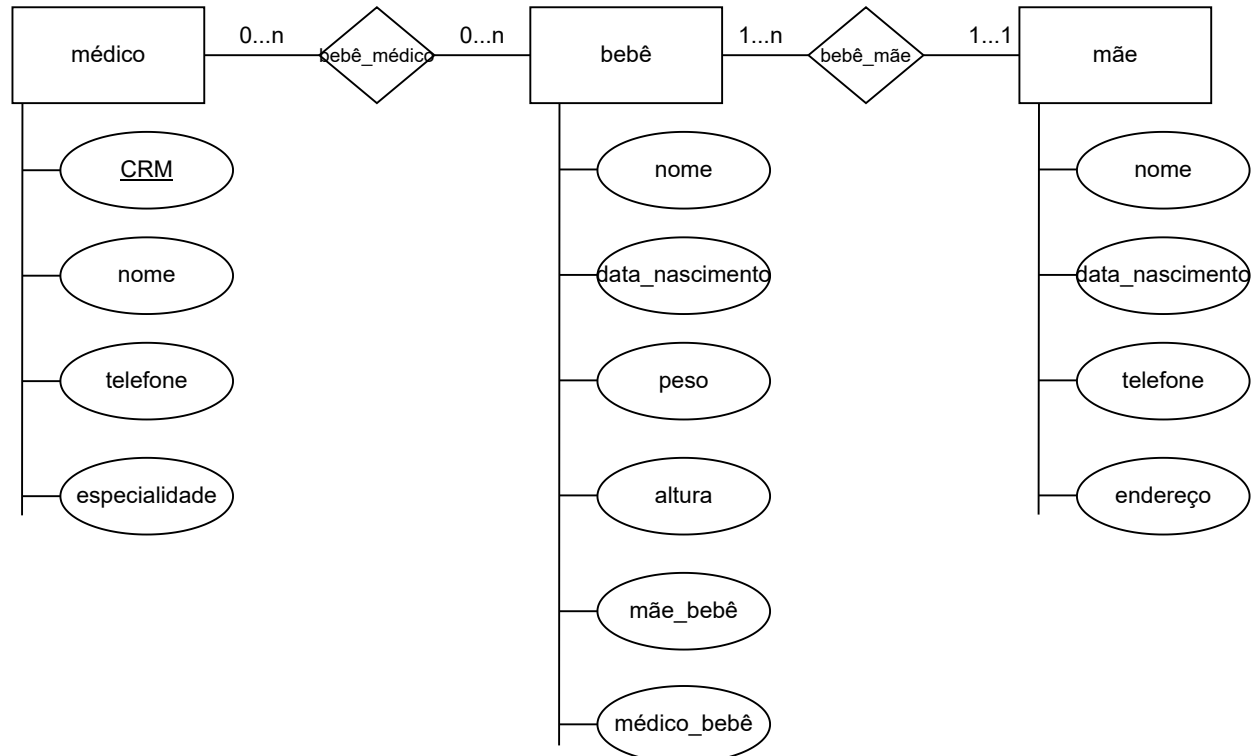 médico
0...n
bebê_médico
0...n
bebê
1...n
bebê_mãe
1...1
mãe
CRM
nome
telefone
especialidade
nome
data_nascimento
peso
altura
mãe_bebê
médico_bebê
nome
data_nascimento
telefone
endereço